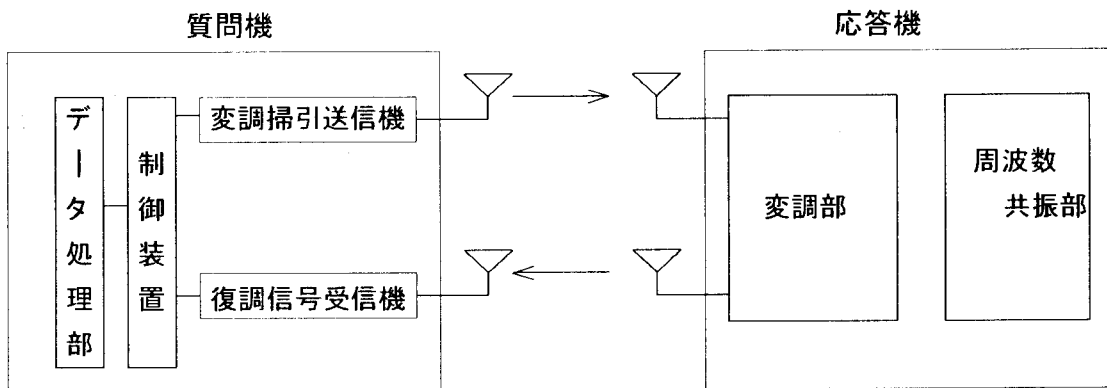 質問機
応答機
データ処理部
制御装置
変調掃引送信機
復調信号受信機
変調部
周波数
共振部